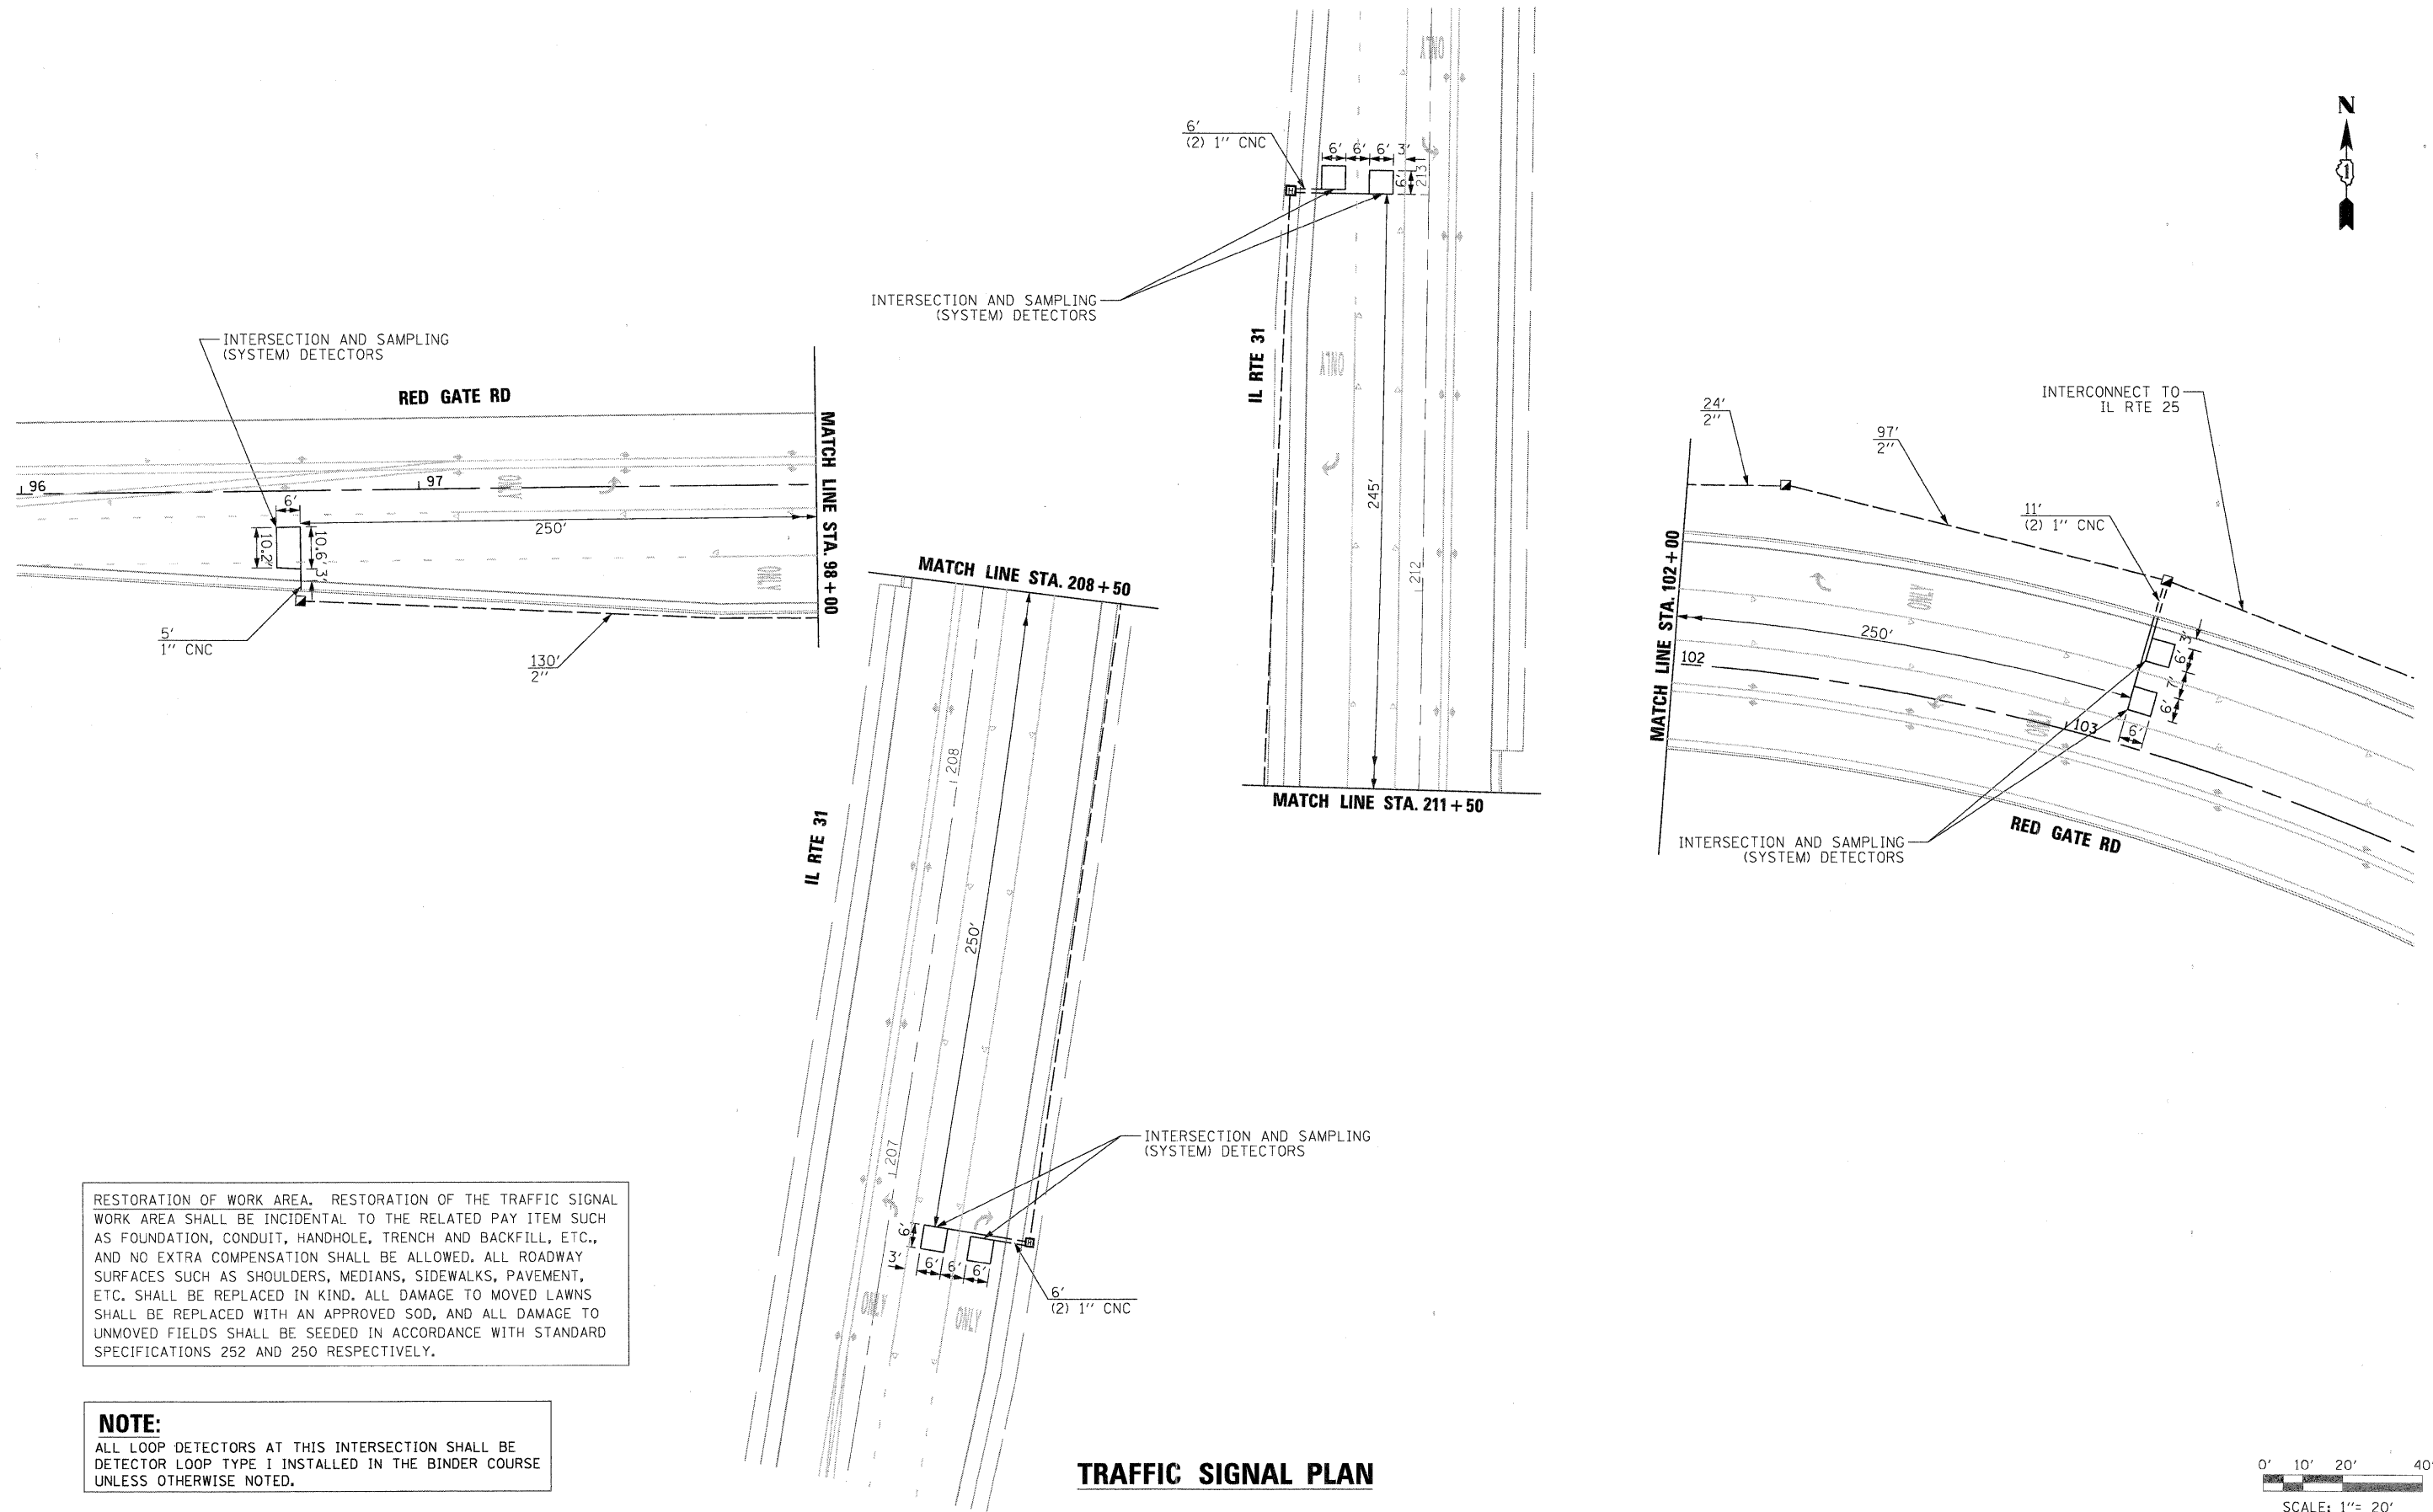 N
6'
(2) 1" CNC
6' 6' 6' 3'
6'
213
ONLY
INTERSECTION AND SAMPLING
(SYSTEM) DETECTORS
IL RTE 31
ONLY
245'
212
MATCH LINE STA. 211+50
INTERSECTION AND SAMPLING
(SYSTEM) DETECTORS
RED GATE RD
MATCH LINE STA. 98+00
96
97
ONLY
6'
250'
10.2'
10.6'
3'
ONLY
5'
1" CNC
130'
2"
MATCH LINE STA. 208+50
208
IL RTE 31
250'
207
INTERSECTION AND SAMPLING
(SYSTEM) DETECTORS
6'
3'
6' 6' 6'
6'
(2) 1" CNC
INTERCONNECT TO
IL RTE 25
24'
2"
97'
2"
11'
(2) 1" CNC
MATCH LINE STA. 102+00
ONLY
250'
102
3'
6'
7'
6'
6'
103
ONLY
INTERSECTION AND SAMPLING
(SYSTEM) DETECTORS
RED GATE RD
RESTORATION OF WORK AREA. RESTORATION OF THE TRAFFIC SIGNAL
WORK AREA SHALL BE INCIDENTAL TO THE RELATED PAY ITEM SUCH
AS FOUNDATION, CONDUIT, HANDHOLE, TRENCH AND BACKFILL, ETC.,
AND NO EXTRA COMPENSATION SHALL BE ALLOWED. ALL ROADWAY
SURFACES SUCH AS SHOULDERS, MEDIANS, SIDEWALKS, PAVEMENT,
ETC. SHALL BE REPLACED IN KIND. ALL DAMAGE TO MOVED LAWNS
SHALL BE REPLACED WITH AN APPROVED SOD, AND ALL DAMAGE TO
UNMOVED FIELDS SHALL BE SEEDED IN ACCORDANCE WITH STANDARD
SPECIFICATIONS 252 AND 250 RESPECTIVELY.
NOTE:
ALL LOOP DETECTORS AT THIS INTERSECTION SHALL BE
DETECTOR LOOP TYPE I INSTALLED IN THE BINDER COURSE
UNLESS OTHERWISE NOTED.
TRAFFIC SIGNAL PLAN
0' 10' 20' 40'
SCALE: 1"= 20'